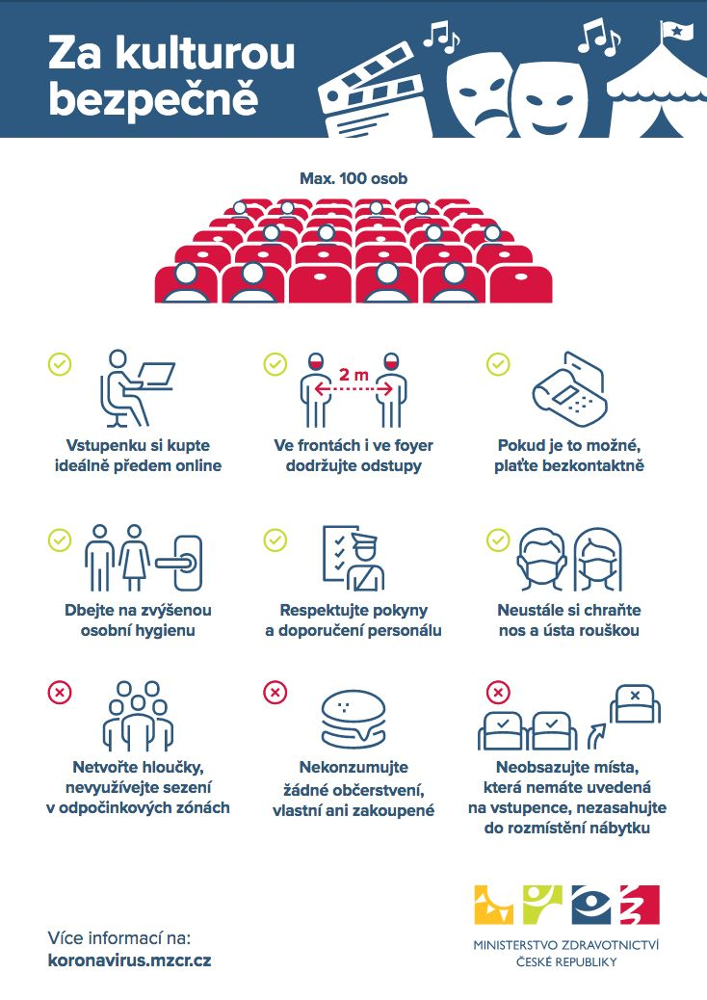 Za kulturou
bezpečně
Max. 100 osob
Vstupenku si kupte
ideálně předem online
2 m
Ve frontách i ve foyer
dodržujte odstupy
Pokud je to možné,
plaťte bezkontaktně
Dbejte na zvýšenou
osobní hygienu
Respektujte pokyny
a doporučení personálu
Neustále si chraňte
nos a ústa rouškou
Netvořte hloučky,
nevyužívejte sezení
v odpočinkových zónách
Nekonzumujte
žádné občerstvení,
vlastní ani zakoupené
Neobsazujte místa,
která nemáte uvedená
na vstupence, nezasahujte
do rozmístění nábytku
Více informací na:
koronavirus.mzcr.cz
MINISTERSTVO ZDRAVOTNICTVÍ
ČESKÉ REPUBLIKY